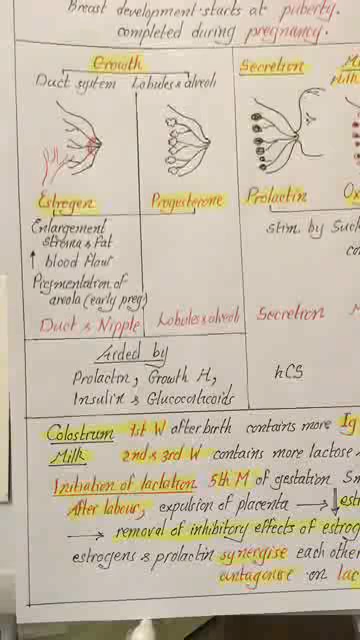 Breast development starts at puberty.
completed during pregnancy.
Growth
Duct system Lobules & alveoli
Secretion
Milk
Estrogen
Progesterone
Prolactin
Enlargement
stroma & Fat
↑ blood flow
Pigmentation of
areola (early preg)
stim. by Suck
Duct & Nipple
Lobules & alveoli
Secretion
Aided by
Prolactin, Growth H,
Insulin & Glucocorticoids
hCS
Colostrum 1st W after birth contains more Ig
Milk 2nd & 3rd W contains more lactose
Initiation of lactation 5th M of gestation Sm
After labour, expulsion of placenta → ↓ estr
→ removal of inhibitory effects of estrog
estrogens & prolactin synergise each othe
antagonise on lac